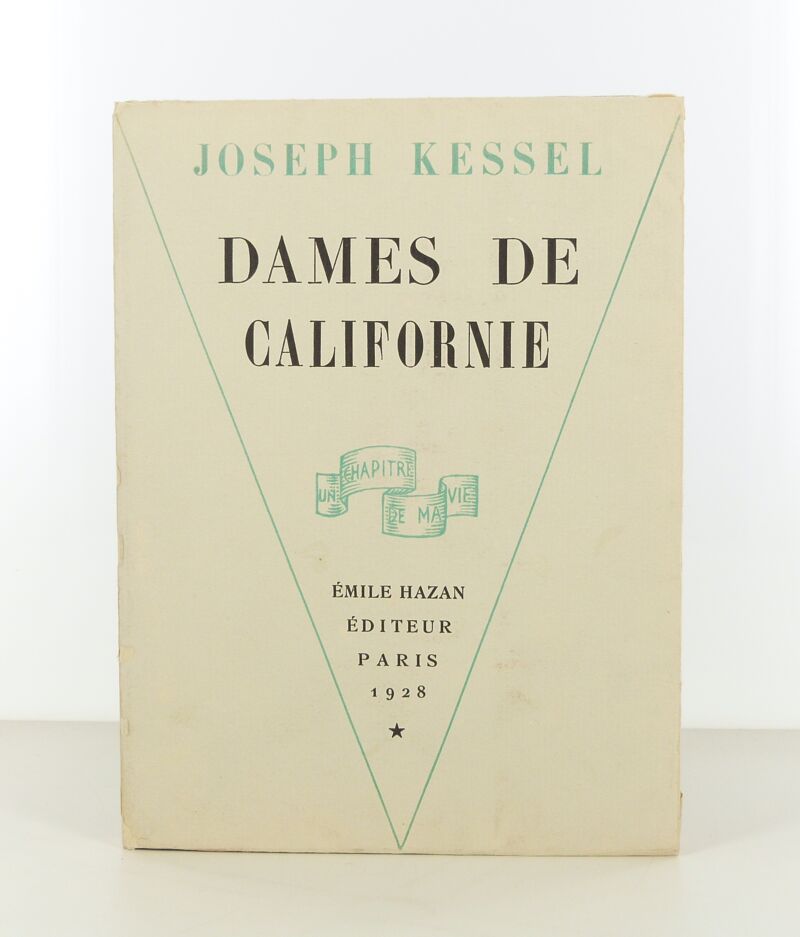 JOSEPH KESSEL
DAMES DE
CALIFORNIE
UN CHAPITRE DE MA VIE
ÉMILE HAZAN
ÉDITEUR
PARIS
1928